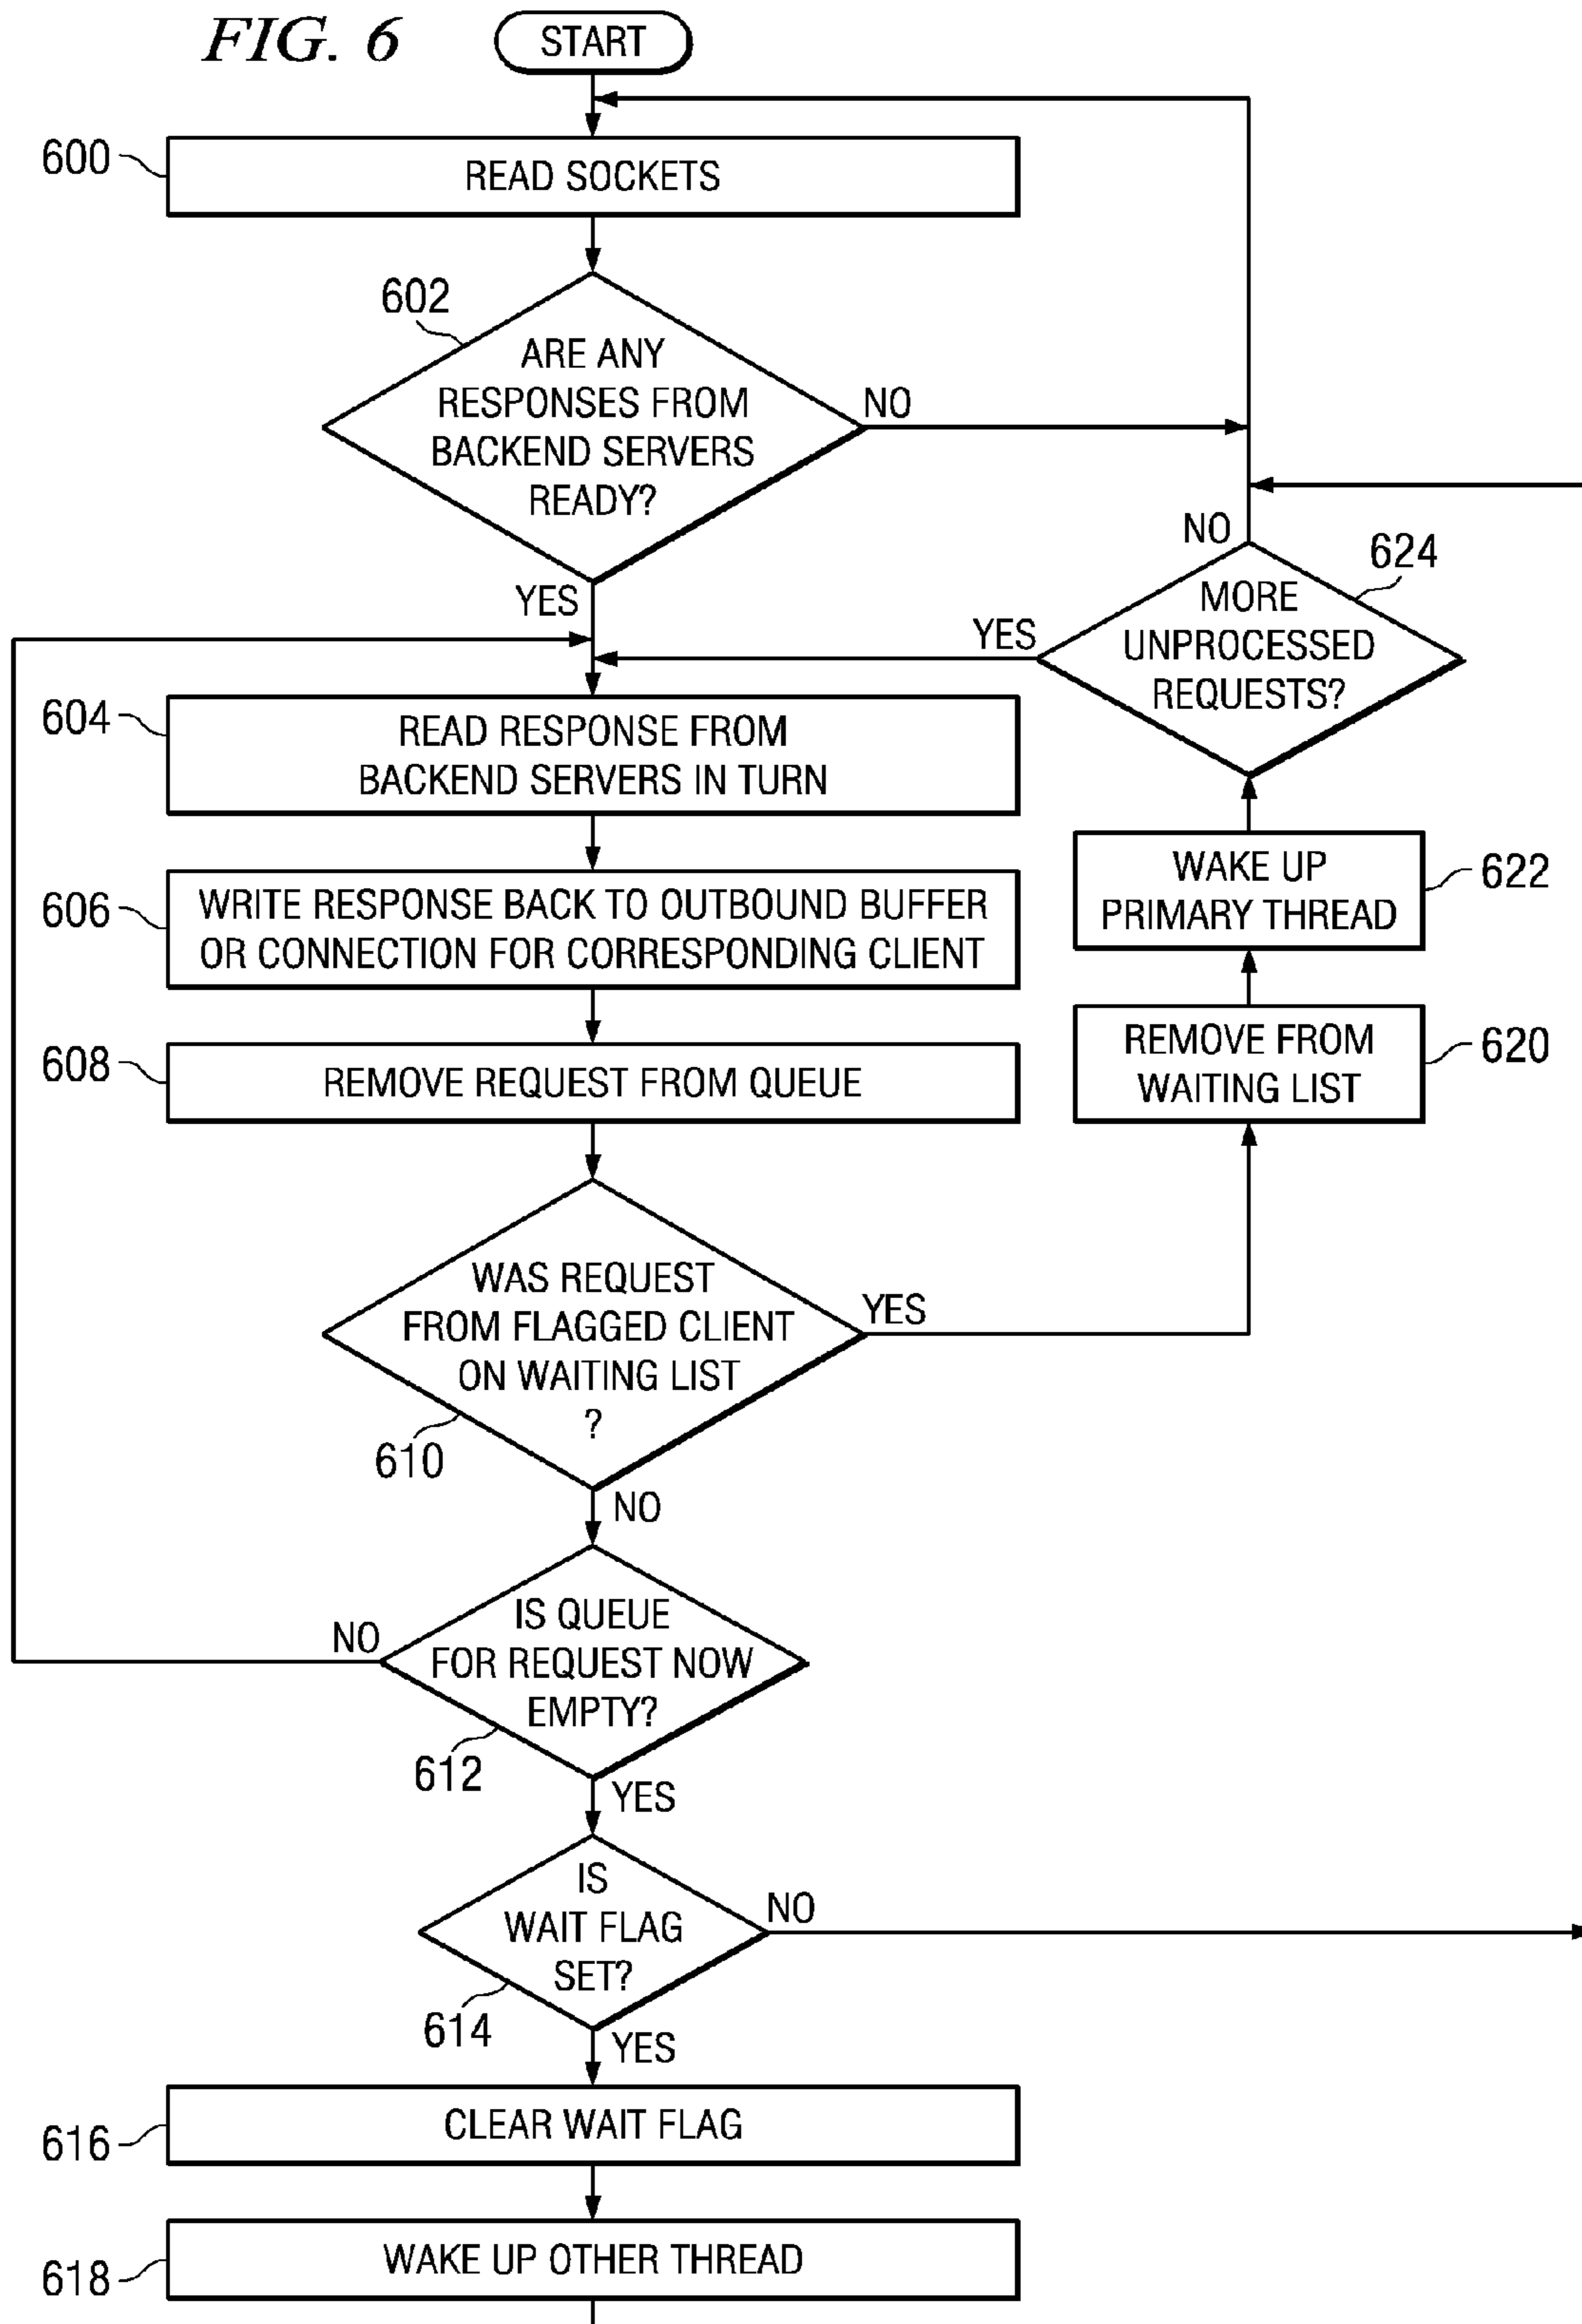 FIG. 6
START
600
READ SOCKETS
602
ARE ANY
RESPONSES FROM
BACKEND SERVERS
READY?
NO
YES
NO
624
MORE
UNPROCESSED
REQUESTS?
YES
604
READ RESPONSE FROM
BACKEND SERVERS IN TURN
606
WRITE RESPONSE BACK TO OUTBOUND BUFFER
OR CONNECTION FOR CORRESPONDING CLIENT
WAKE UP
PRIMARY THREAD
622
608
REMOVE REQUEST FROM QUEUE
REMOVE FROM
WAITING LIST
620
WAS REQUEST
FROM FLAGGED CLIENT
ON WAITING LIST
?
YES
610
NO
IS QUEUE
FOR REQUEST NOW
EMPTY?
NO
612
YES
IS
WAIT FLAG
SET?
NO
614
YES
616
CLEAR WAIT FLAG
618
WAKE UP OTHER THREAD